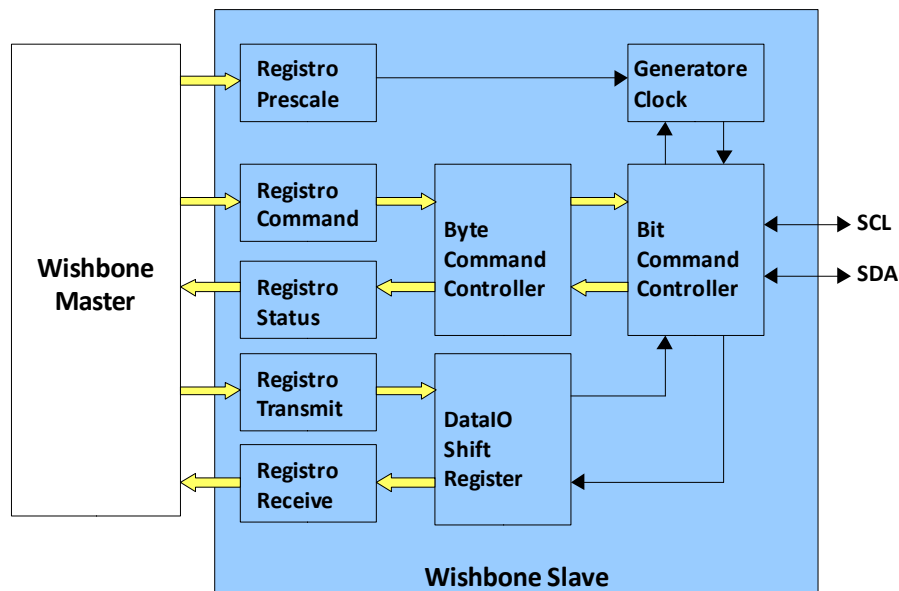 Wishbone
Master
Registro
Prescale
Generatore
Clock
Registro
Command
Byte
Command
Controller
Bit
Command
Controller
SCL
SDA
Registro
Status
Registro
Transmit
DataIO
Shift
Register
Registro
Receive
Wishbone Slave